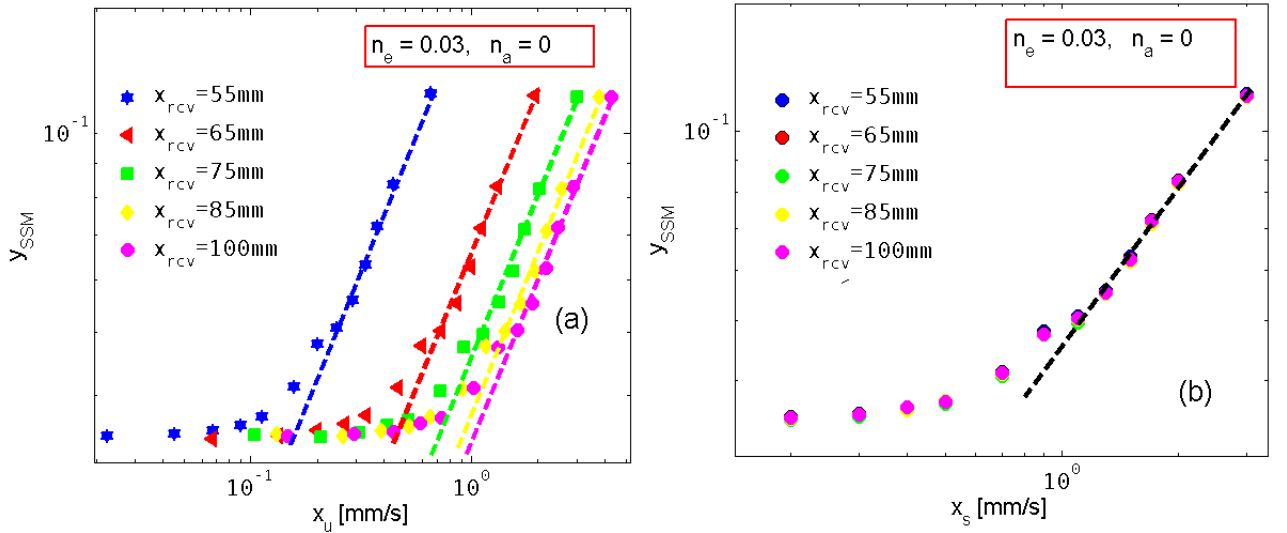 n_e = 0.03, n_a = 0
x_rcv=55mm
x_rcv=65mm
x_rcv=75mm
x_rcv=85mm
x_rcv=100mm
10^-1
y_SSM
(a)
10^-1
10^0
x_u [mm/s]
n_e = 0.03, n_a = 0
x_rcv=55mm
x_rcv=65mm
x_rcv=75mm
x_rcv=85mm
x_rcv=100mm
10^-1
y_SSM
(b)
10^0
x_s [mm/s]